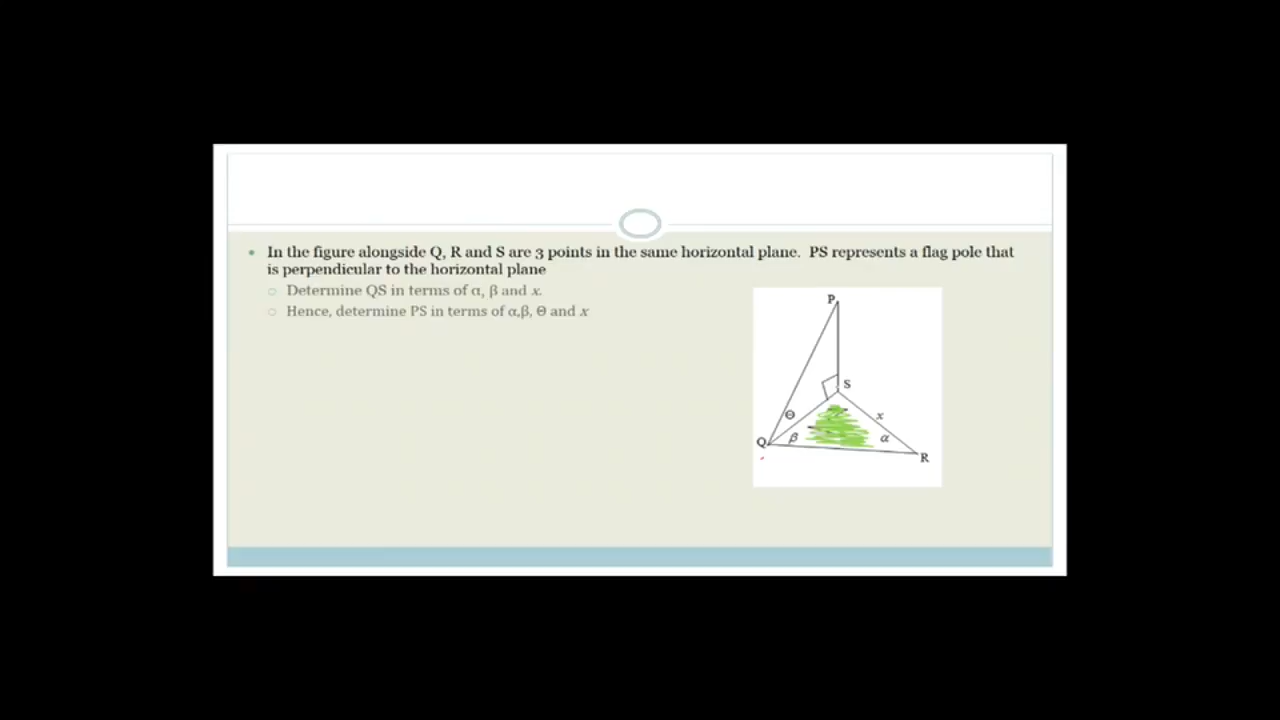 In the figure alongside Q, R and S are 3 points in the same horizontal plane. PS represents a flag pole that
is perpendicular to the horizontal plane
Determine QS in terms of α, β and x.
Hence, determine PS in terms of α,β, Θ and x
P
S
Θ
x
Q
β
α
R